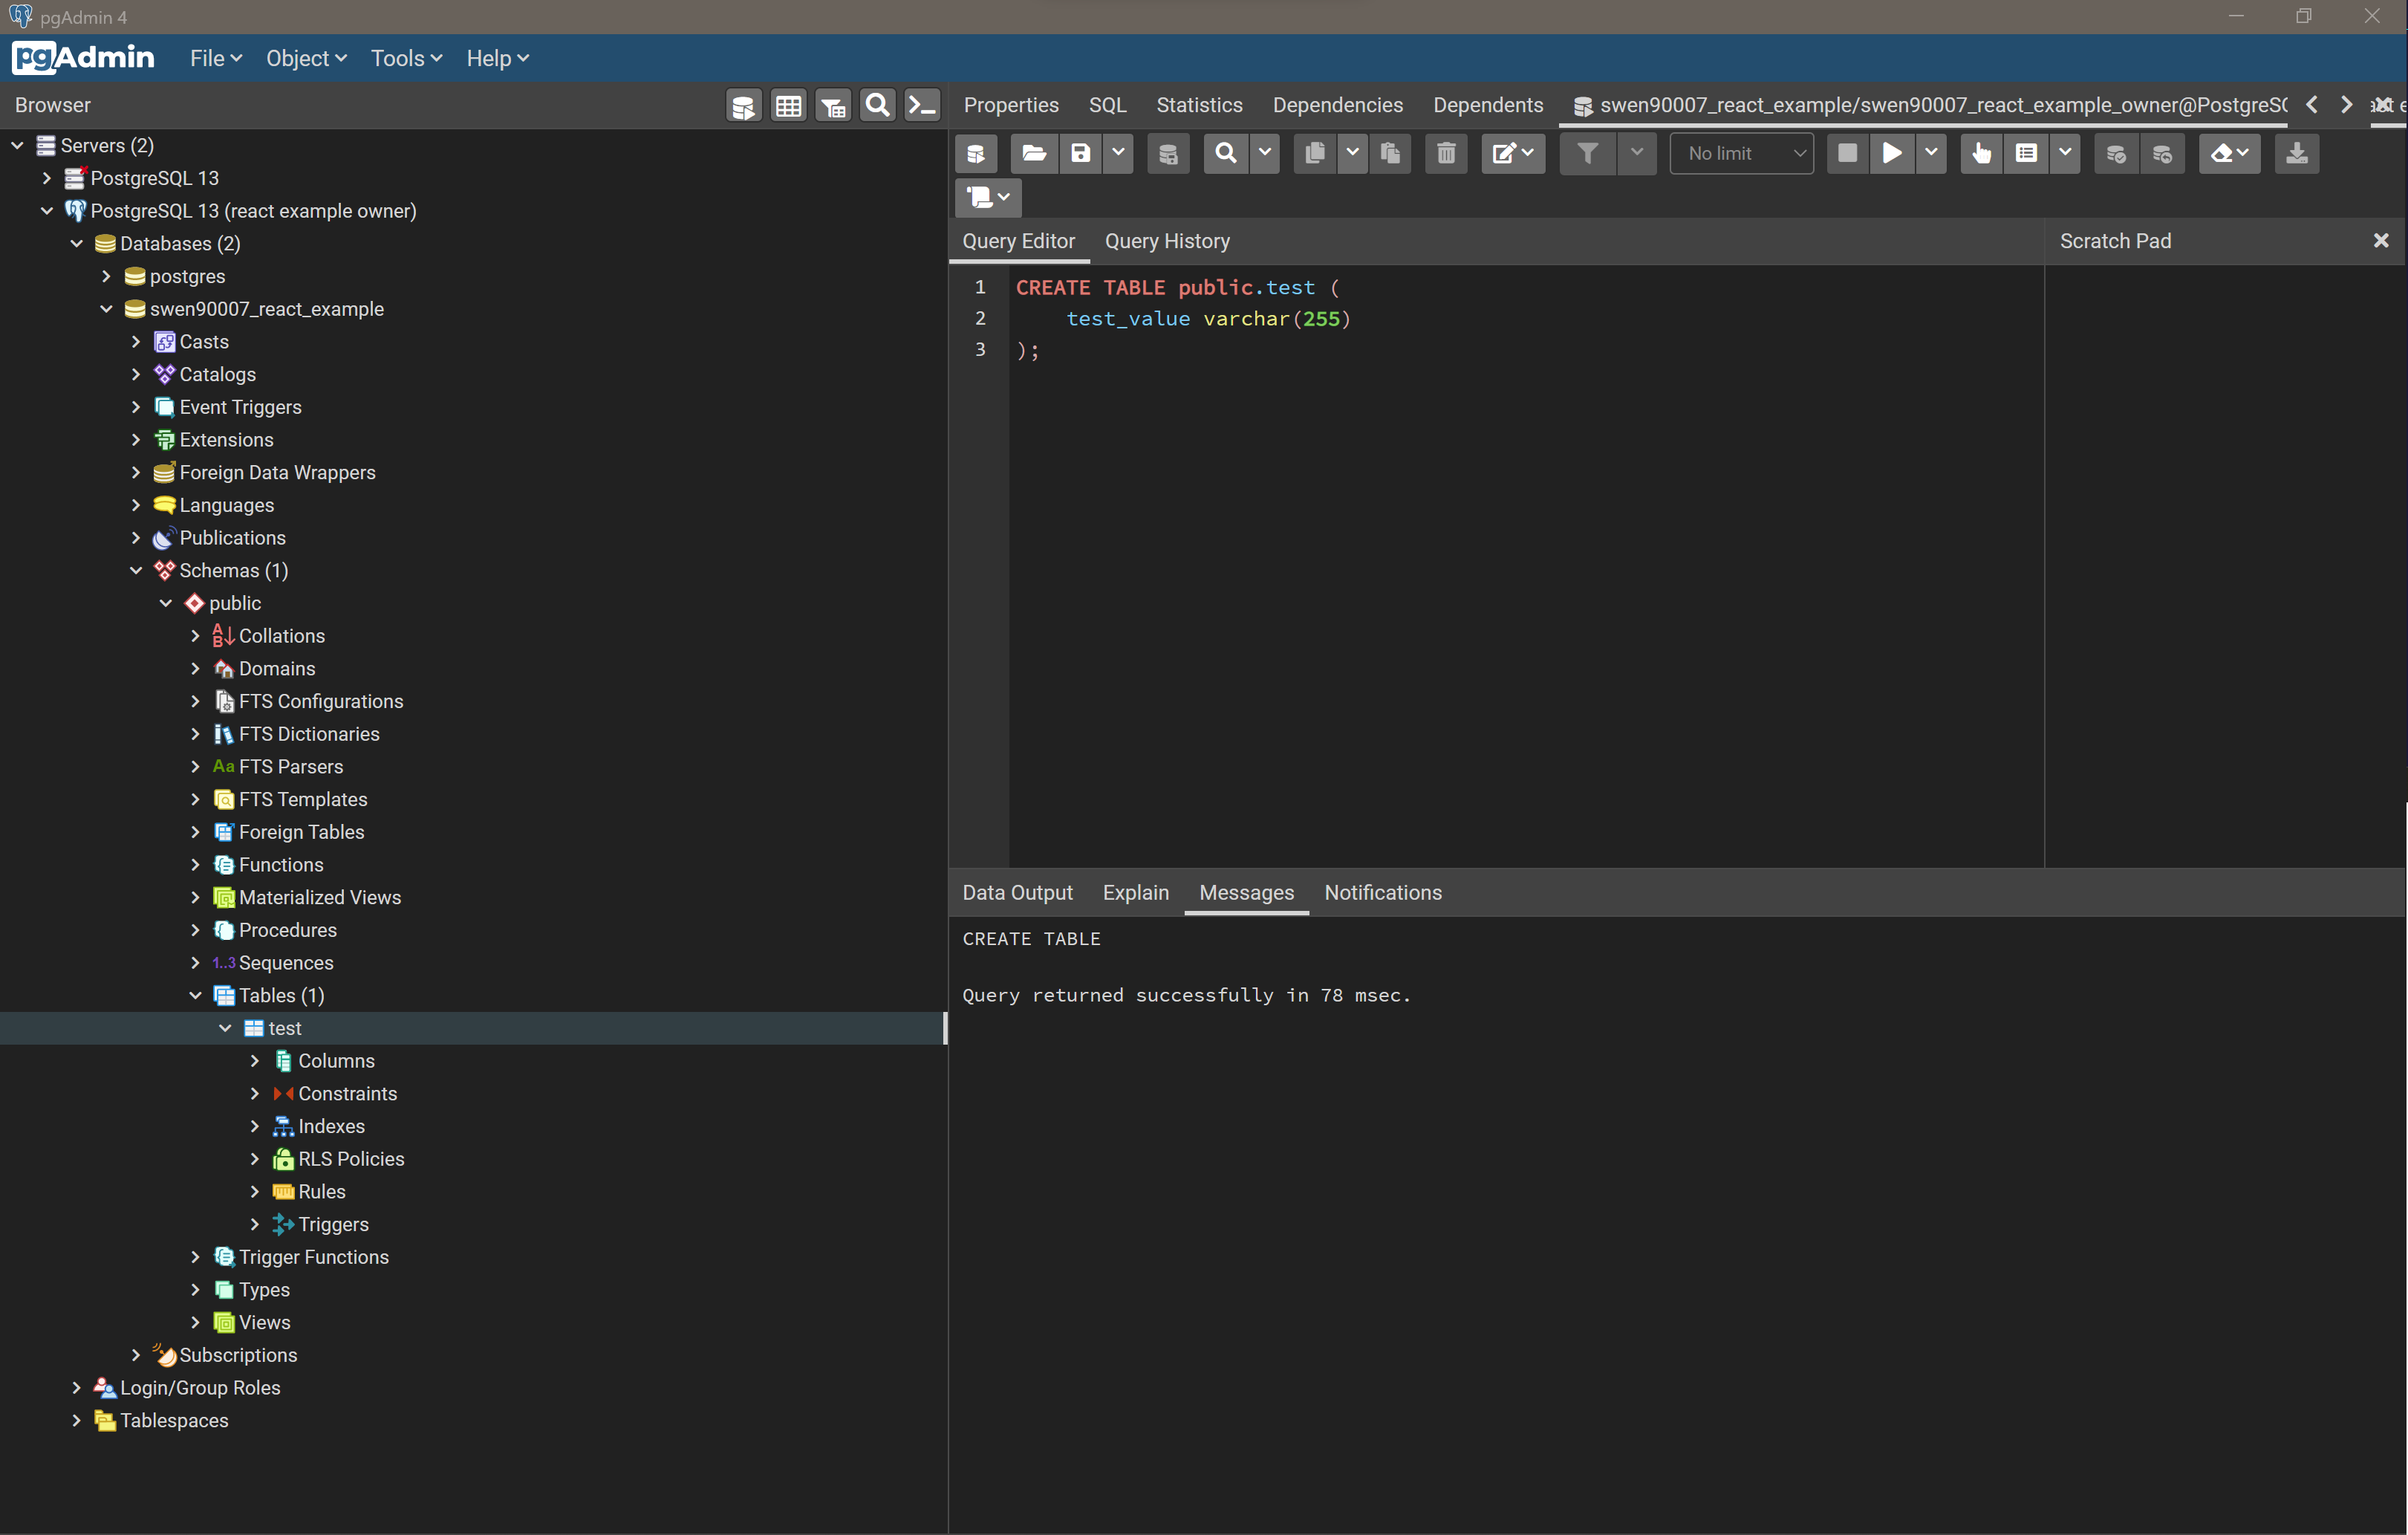 pgAdmin 4
pgAdmin File Object Tools Help
Browser
Servers (2)
PostgreSQL 13
PostgreSQL 13 (react example owner)
Databases (2)
postgres
swen90007_react_example
Casts
Catalogs
Event Triggers
Extensions
Foreign Data Wrappers
Languages
Publications
Schemas (1)
public
Collations
Domains
FTS Configurations
FTS Dictionaries
Aa FTS Parsers
FTS Templates
Foreign Tables
Functions
Materialized Views
Procedures
1..3 Sequences
Tables (1)
test
Columns
Constraints
Indexes
RLS Policies
Rules
Triggers
Trigger Functions
Types
Views
Subscriptions
Login/Group Roles
Tablespaces
Properties SQL Statistics Dependencies Dependents swen90007_react_example/swen90007_react_example_owner@PostgreSQ
No limit
Query Editor Query History
Scratch Pad
1 CREATE TABLE public.test (
2 test_value varchar(255)
3 );
Data Output Explain Messages Notifications
CREATE TABLE
Query returned successfully in 78 msec.